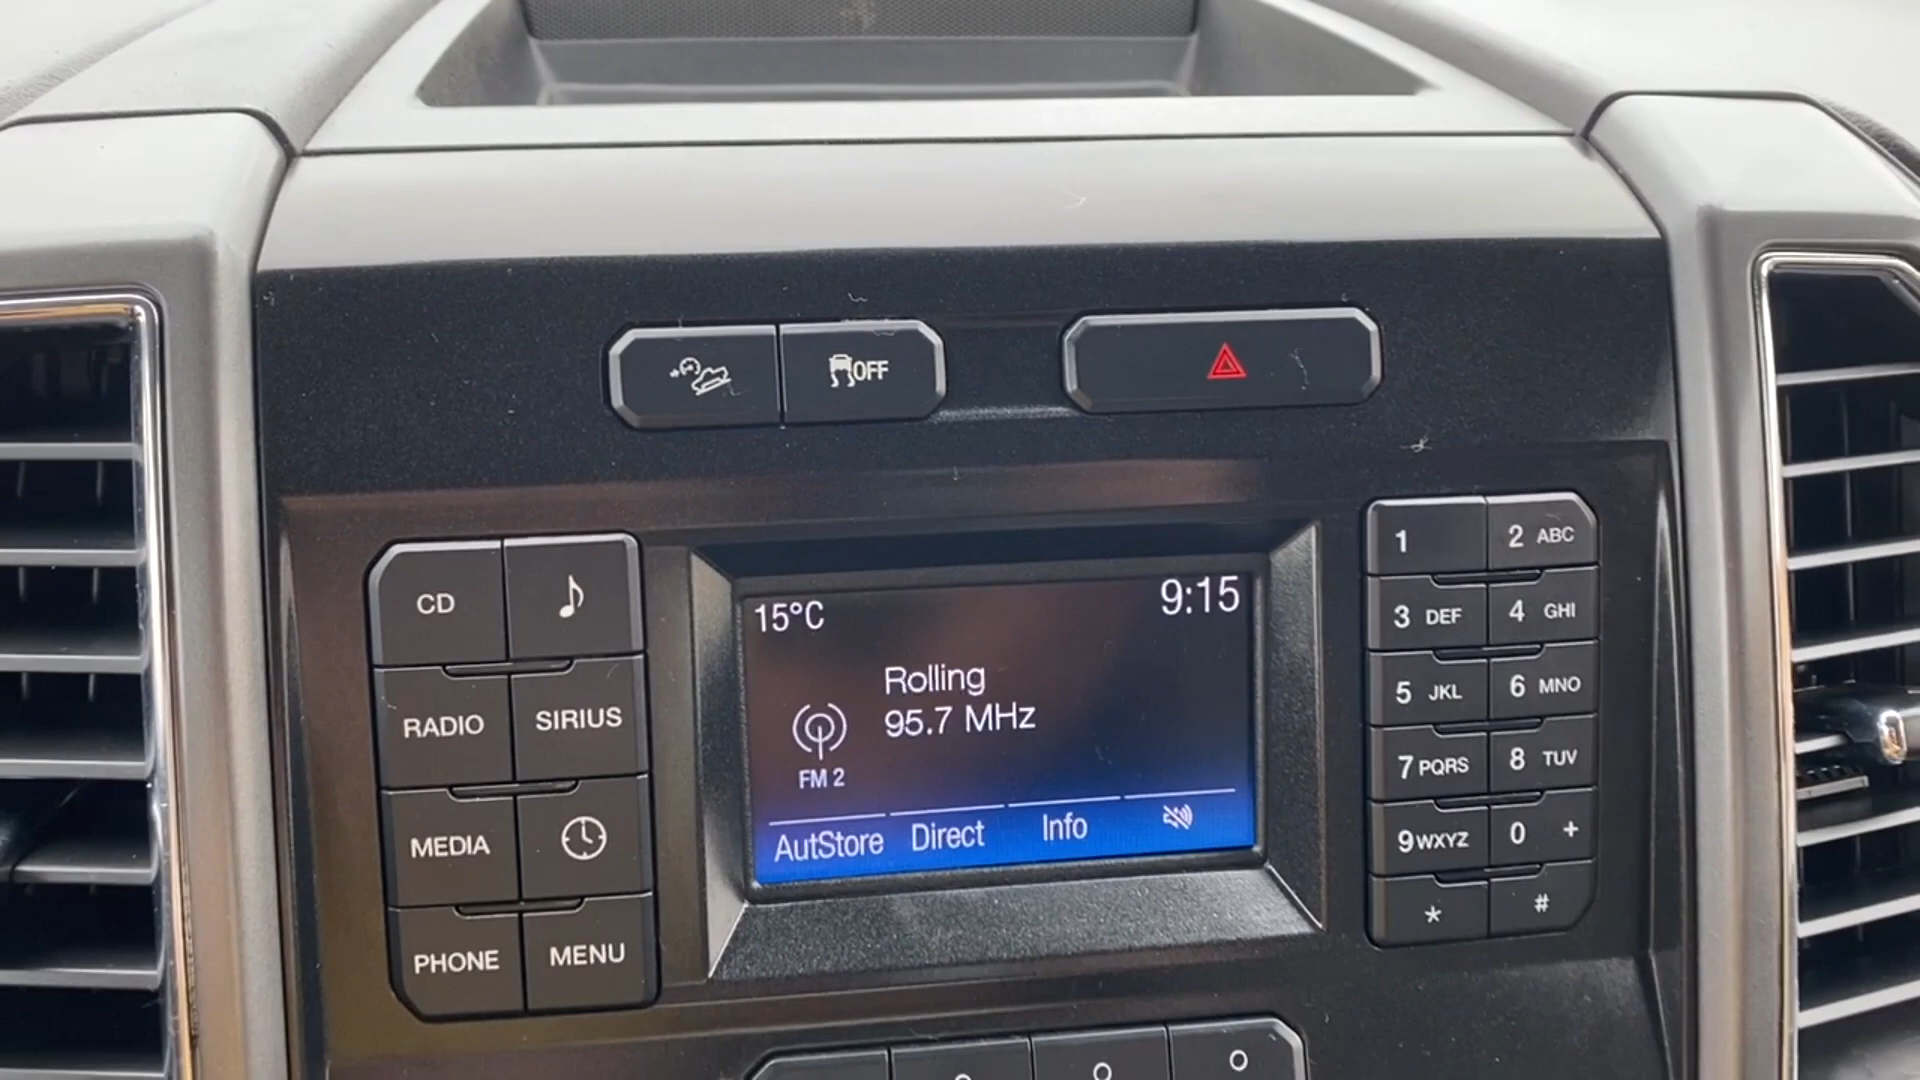 OFF
CD
RADIO SIRIUS
MEDIA
PHONE MENU
15°C 9:15
Rolling
95.7 MHz
FM 2
AutStore Direct Info
1 2 ABC
3 DEF 4 GHI
5 JKL 6 MNO
7 PQRS 8 TUV
9 WXYZ 0 +
* #